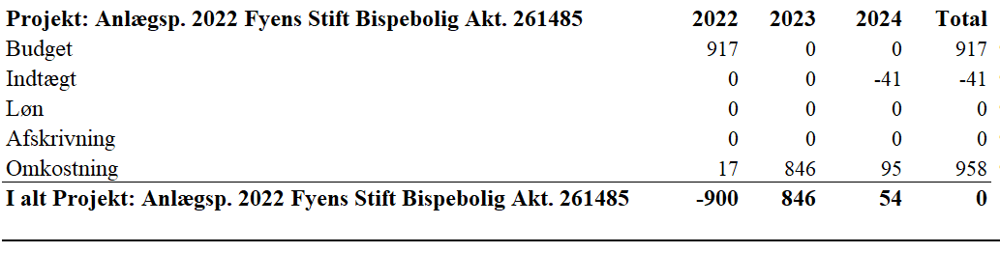 Projekt: Anlægsp. 2022 Fyens Stift Bispebolig Akt. 261485 2022 2023 2024 Total
Budget 917 0 0 917
Indtægt 0 0 -41 -41
Løn 0 0 0 0
Afskrivning 0 0 0 0
Omkostning 17 846 95 958
I alt Projekt: Anlægsp. 2022 Fyens Stift Bispebolig Akt. 261485 -900 846 54 0